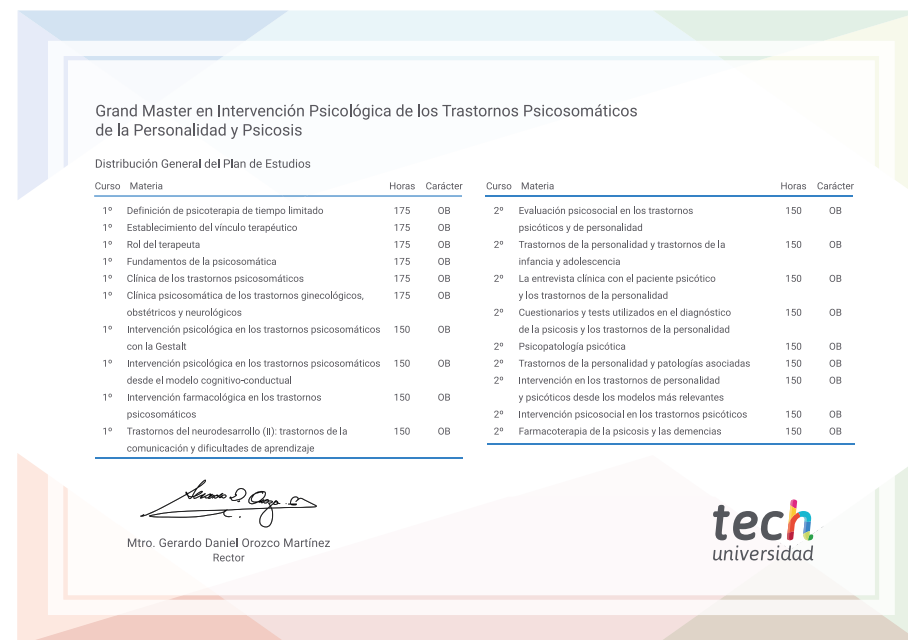 Grand Master en Intervención Psicológica de los Trastornos Psicosomáticos
de la Personalidad y Psicosis
Distribución General del Plan de Estudios
Curso Materia Horas Carácter
1º Definición de psicoterapia de tiempo limitado 175 OB
1º Establecimiento del vínculo terapéutico 175 OB
1º Rol del terapeuta 175 OB
1º Fundamentos de la psicosomática 175 OB
1º Clínica de los trastornos psicosomáticos 175 OB
1º Clínica psicosomática de los trastornos ginecológicos, 175 OB
obstétricos y neurológicos
1º Intervención psicológica en los trastornos psicosomáticos 150 OB
con la Gestalt
1º Intervención psicológica en los trastornos psicosomáticos 150 OB
desde el modelo cognitivo-conductual
1º Intervención farmacológica en los trastornos 150 OB
psicosomáticos
1º Trastornos del neurodesarrollo (II): trastornos de la 150 OB
comunicación y dificultades de aprendizaje
Curso Materia Horas Carácter
2º Evaluación psicosocial en los trastornos 150 OB
psicóticos y de personalidad
2º Trastornos de la personalidad y trastornos de la 150 OB
infancia y adolescencia
2º La entrevista clínica con el paciente psicótico 150 OB
y los trastornos de la personalidad
2º Cuestionarios y tests utilizados en el diagnóstico 150 OB
de la psicosis y los trastornos de la personalidad
2º Psicopatología psicótica 150 OB
2º Trastornos de la personalidad y patologías asociadas 150 OB
2º Intervención en los trastornos de personalidad 150 OB
y psicóticos desde los modelos más relevantes
2º Intervención psicosocial en los trastornos psicóticos 150 OB
2º Farmacoterapia de la psicosis y las demencias 150 OB
Mtro. Gerardo Daniel Orozco Martínez
Rector
tech
universidad